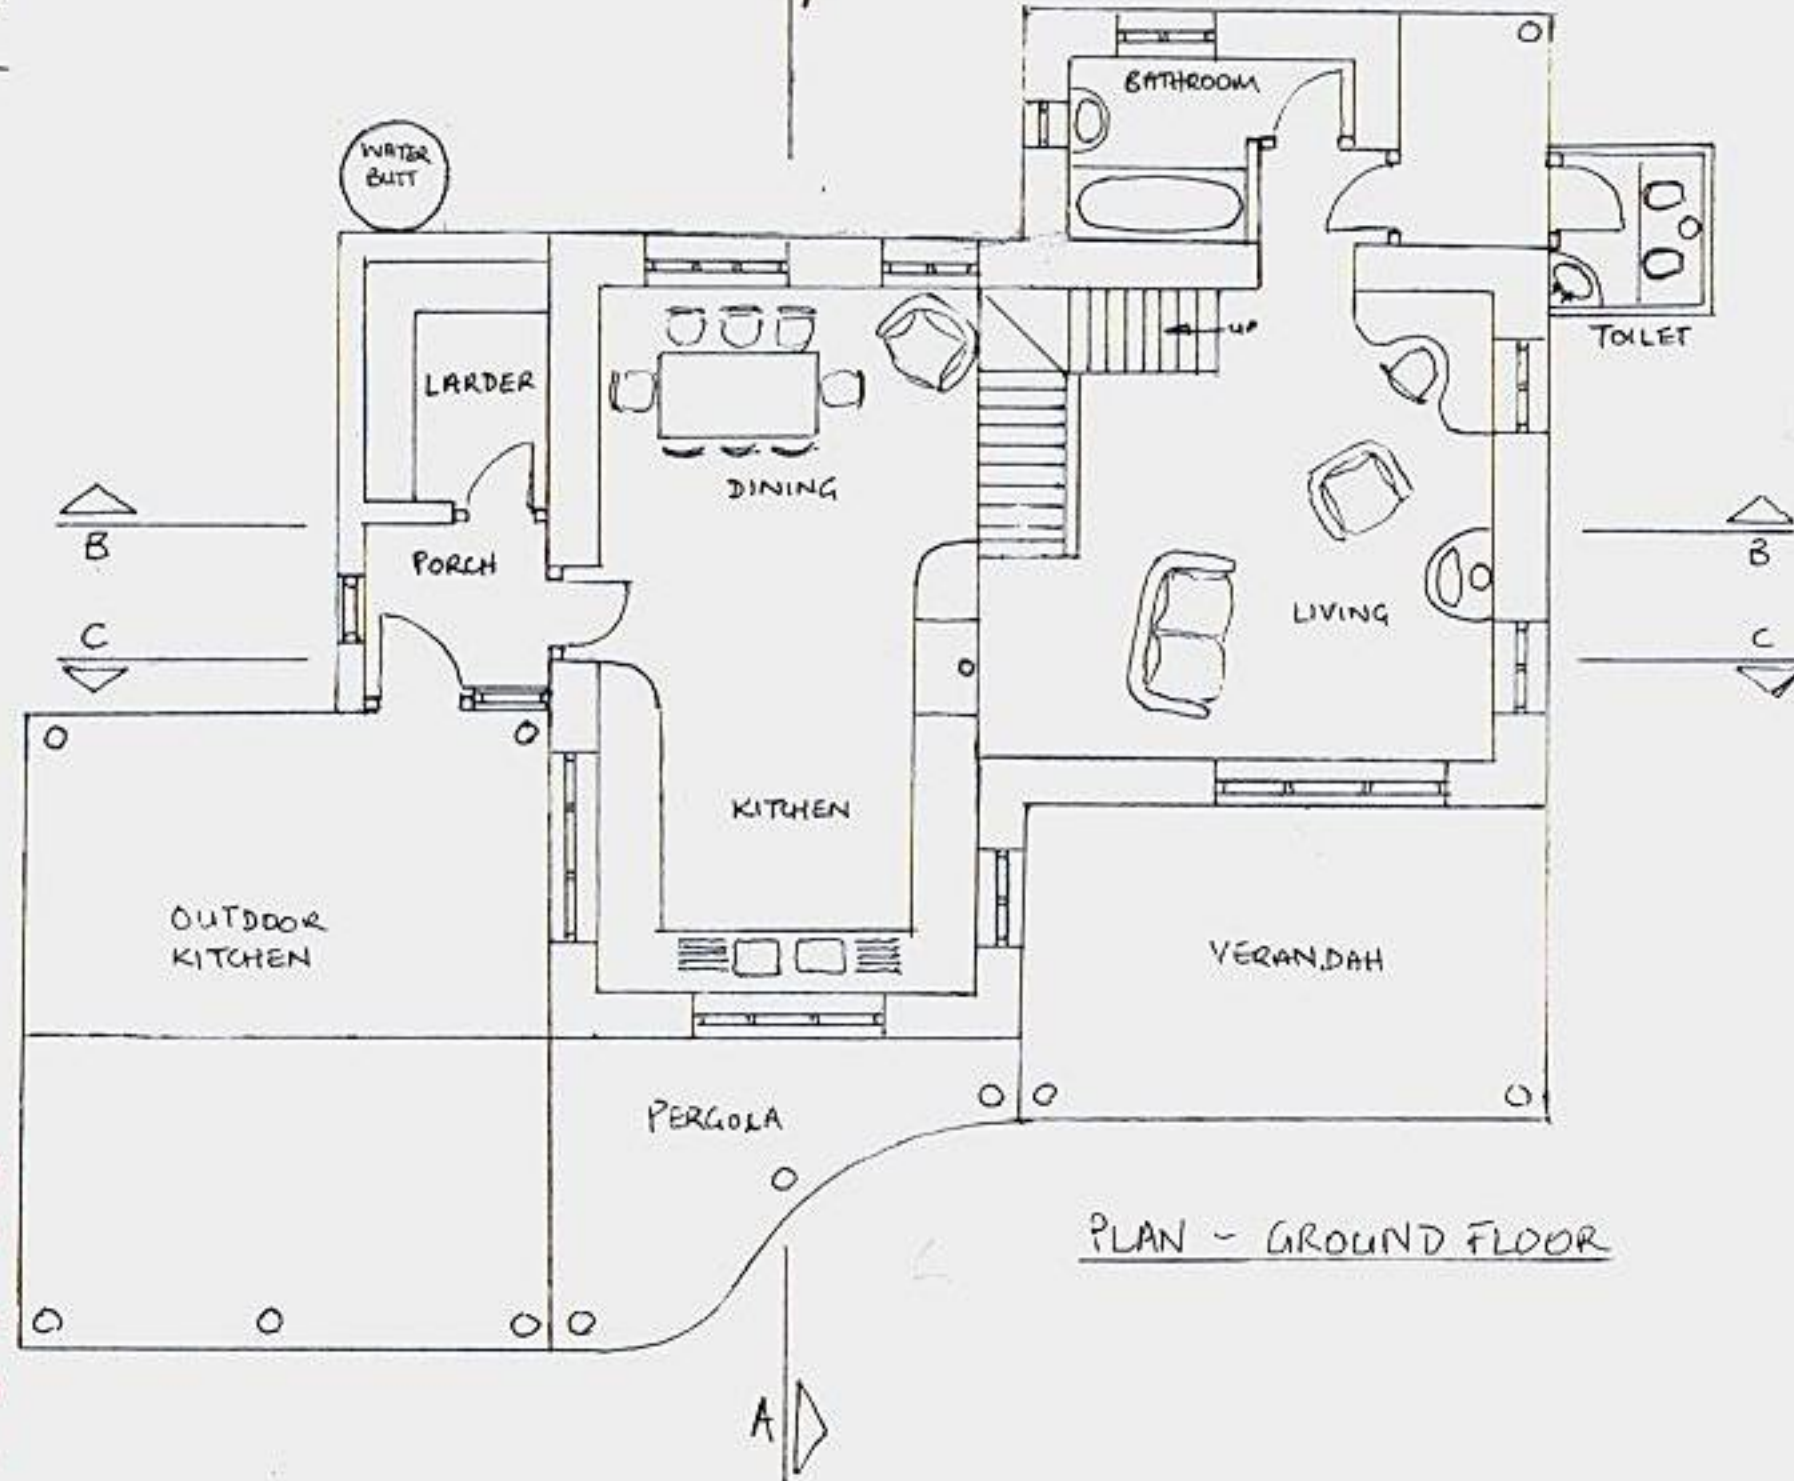 BATHROOM
WATER
BUTT
UP
TOILET
LARDER
DINING
B
PORCH
B
LIVING
C
C
KITCHEN
OUTDOOR
KITCHEN
VERANDAH
PERGOLA
PLAN - GROUND FLOOR
A